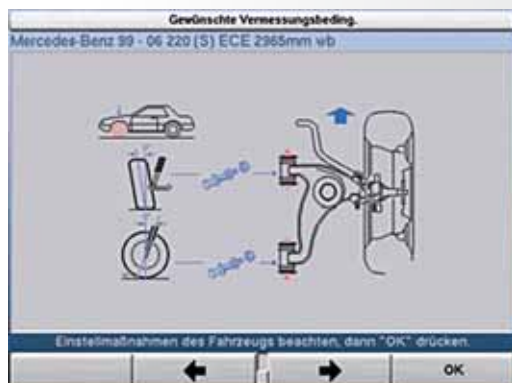 Gewünschte Vermessungsbeding.
Mercedes-Benz 99 - 06 220 (S) ECE 2965mm wb
Einstellmaßnahmen des Fahrzeugs beachten, dann "OK" drücken.
OK